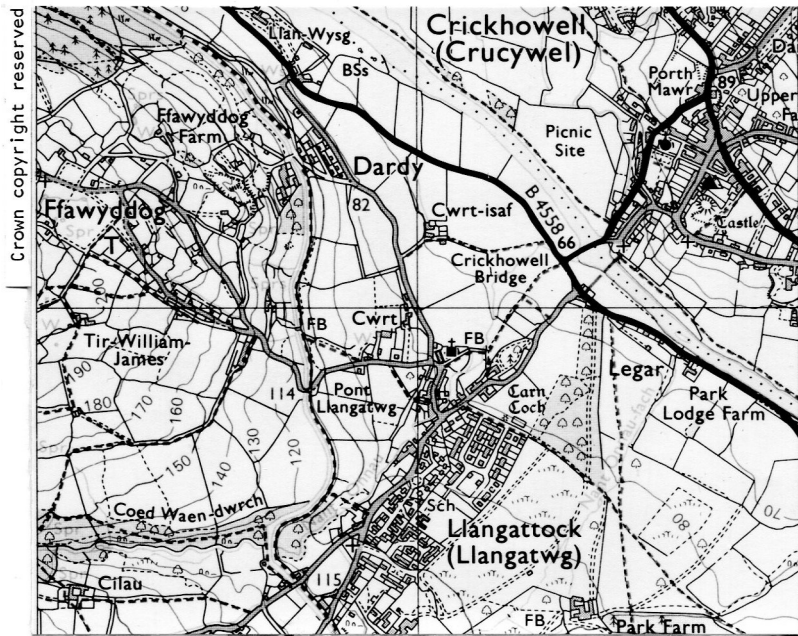 Crown copyright reserved
Llan-Wysg
BSs
Crickhowell
(Crucywel)
Porth
Mawr
89
Upper
Da
Fa
Ffawyddog
Farm
Dardy
82
Picnic
Site
Cwrt-isaf
B 4558
66
Castle
Ffawyddog
T
Crickhowell
Bridge
Spr
200
Tir-William-
James
FB
Cwrt
FB
Legar
190
180
170
160
150
140
130
120
114
Pont
Llangatwg
Carn
Coch
Park
Lodge Farm
Coed Waen-dwrch
Sch
Llangattock
(Llangatwg)
80
70
Cilau
115
FB
Park Farm